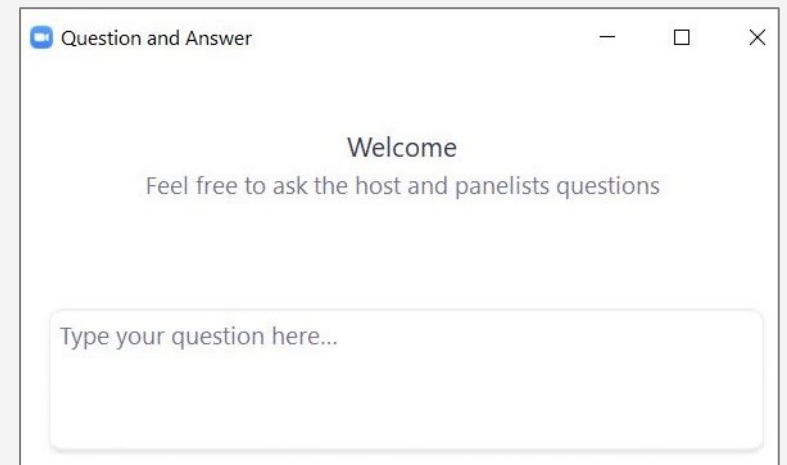 Question and Answer
Welcome
Feel free to ask the host and panelists questions
Type your question here...